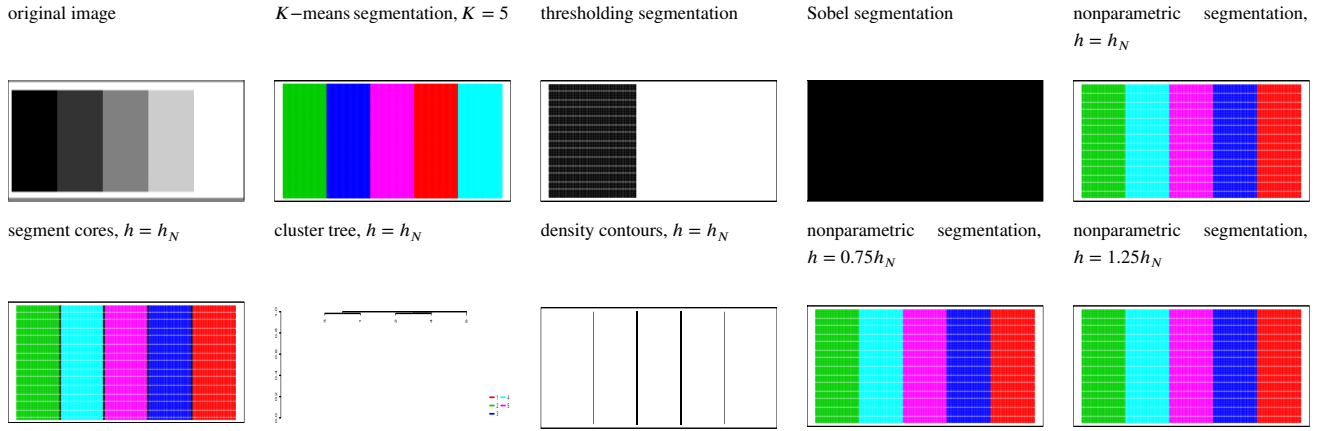 original image
K−means segmentation, K = 5
thresholding segmentation
Sobel segmentation
nonparametric segmentation,
h = h_N
segment cores, h = h_N
cluster tree, h = h_N
density contours, h = h_N
nonparametric segmentation,
h = 0.75h_N
nonparametric segmentation,
h = 1.25h_N